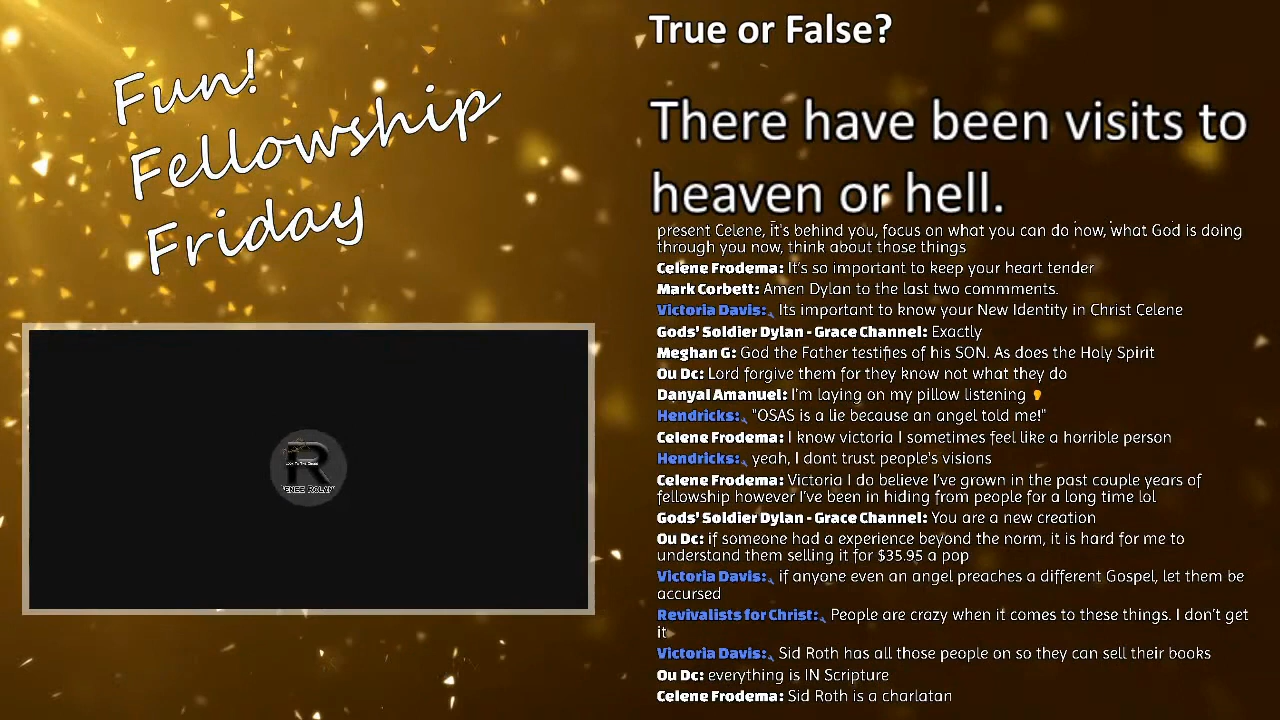 Fun!
Fellowship
Friday
True or False?
There have been visits to
heaven or hell.
present Celene, it's behind you, focus on what you can do now, what God is doing
through you now, think about those things
Celene Frodema: It's so important to keep your heart tender
Mark Corbett: Amen Dylan to the last two commments.
Victoria Davis: Its important to know your New Identity in Christ Celene
Gods' Soldier Dylan - Grace Channel: Exactly
Meghan G: God the Father testifies of his SON. As does the Holy Spirit
Ou Dc: Lord forgive them for they know not what they do
Danyal Amanuel: I'm laying on my pillow listening
Hendricks: "OSAS is a lie because an angel told me!"
Celene Frodema: I know victoria I sometimes feel like a horrible person
Hendricks: yeah, I dont trust people's visions
Celene Frodema: Victoria I do believe I've grown in the past couple years of
fellowship however I've been in hiding from people for a long time lol
Gods' Soldier Dylan - Grace Channel: You are a new creation
Ou Dc: if someone had a experience beyond the norm, it is hard for me to
understand them selling it for $35.95 a pop
Victoria Davis: if anyone even an angel preaches a different Gospel, let them be
accursed
Revivalists for Christ: People are crazy when it comes to these things. I don't get
it
Victoria Davis: Sid Roth has all those people on so they can sell their books
Ou Dc: everything is IN Scripture
Celene Frodema: Sid Roth is a charlatan
R